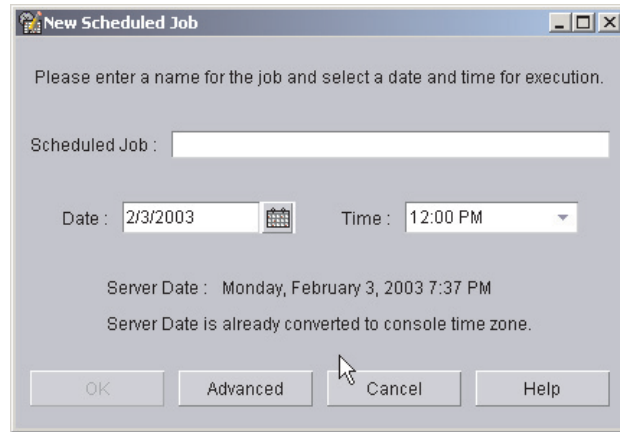 New Scheduled Job
Please enter a name for the job and select a date and time for execution.
Scheduled Job :
Date : 2/3/2003 Time : 12:00 PM
Server Date : Monday, February 3, 2003 7:37 PM
Server Date is already converted to console time zone.
OK Advanced Cancel Help